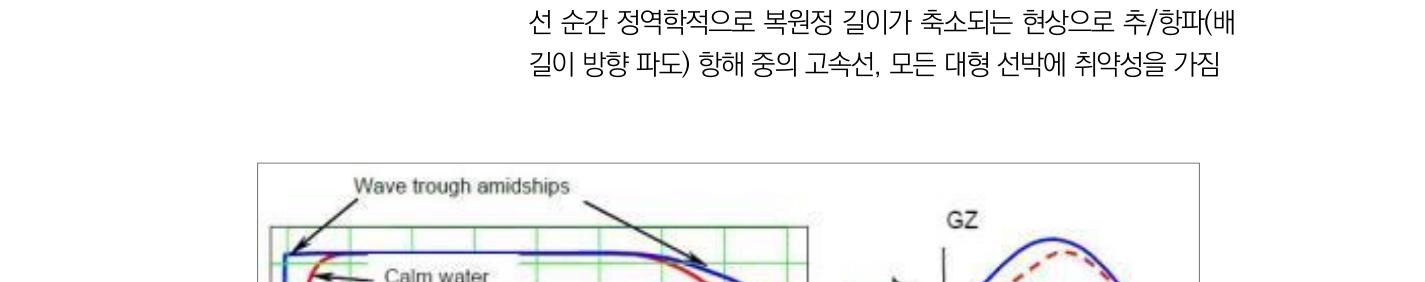 선 순간 정역학적으로 복원정 길이가 축소되는 현상으로 추/항파(배
길이 방향 파도) 항해 중의 고속선, 모든 대형 선박에 취약성을 가짐
Wave trough amidships
GZ
Calm water